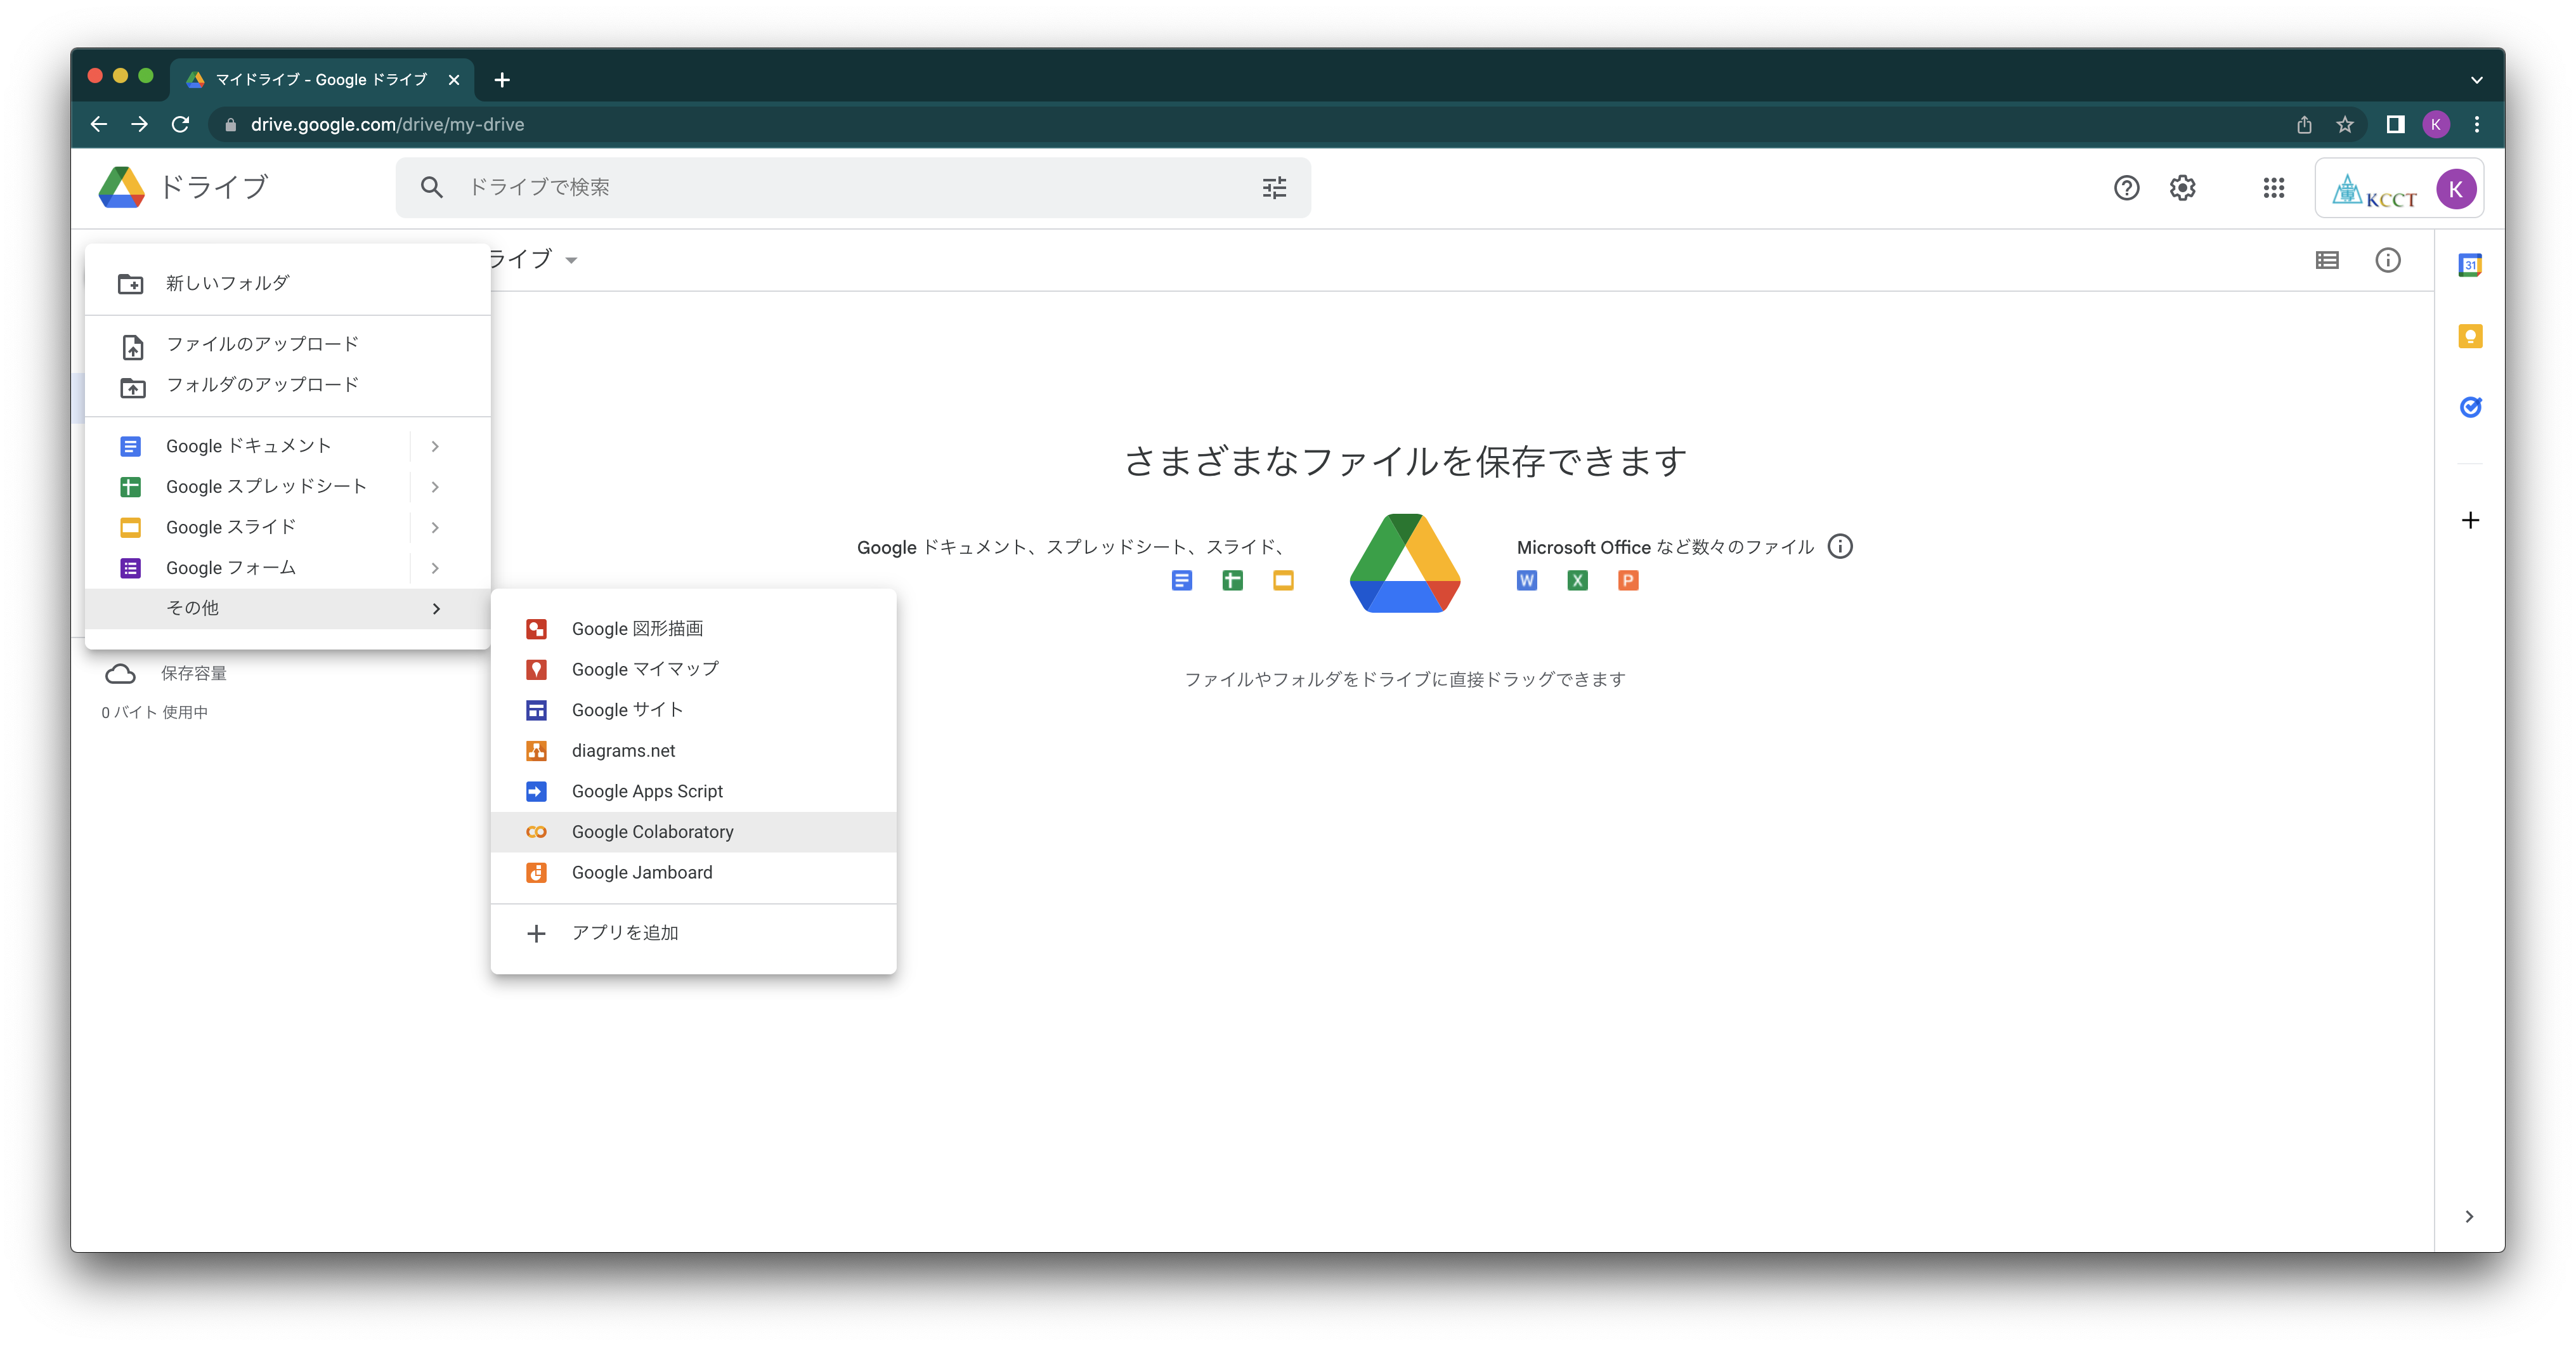 マイドライブ - Google ドライブ
drive.google.com/drive/my-drive
K
ドライブ
ドライブで検索
KCCT
K
ライブ
31
新しいフォルダ
ファイルのアップロード
フォルダのアップロード
Google ドキュメント
Google スプレッドシート
Google スライド
Google フォーム
その他
保存容量
0 バイト 使用中
Google 図形描画
Google マイマップ
Google サイト
diagrams.net
Google Apps Script
Google Colaboratory
Google Jamboard
アプリを追加
さまざまなファイルを保存できます
Google ドキュメント、スプレッドシート、スライド、
Microsoft Office など数々のファイル
W X P
ファイルやフォルダをドライブに直接ドラッグできます